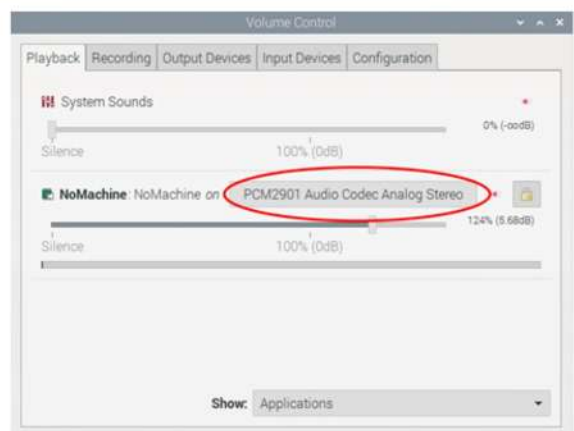 Volume Control
Playback Recording Output Devices Input Devices Configuration
System Sounds
0% (-oodB)
Silence 100% (0dB)
NoMachine: NoMachine on PCM2901 Audio Codec Analog Stereo
124% (5.68dB)
Silence 100% (0dB)
Show: Applications